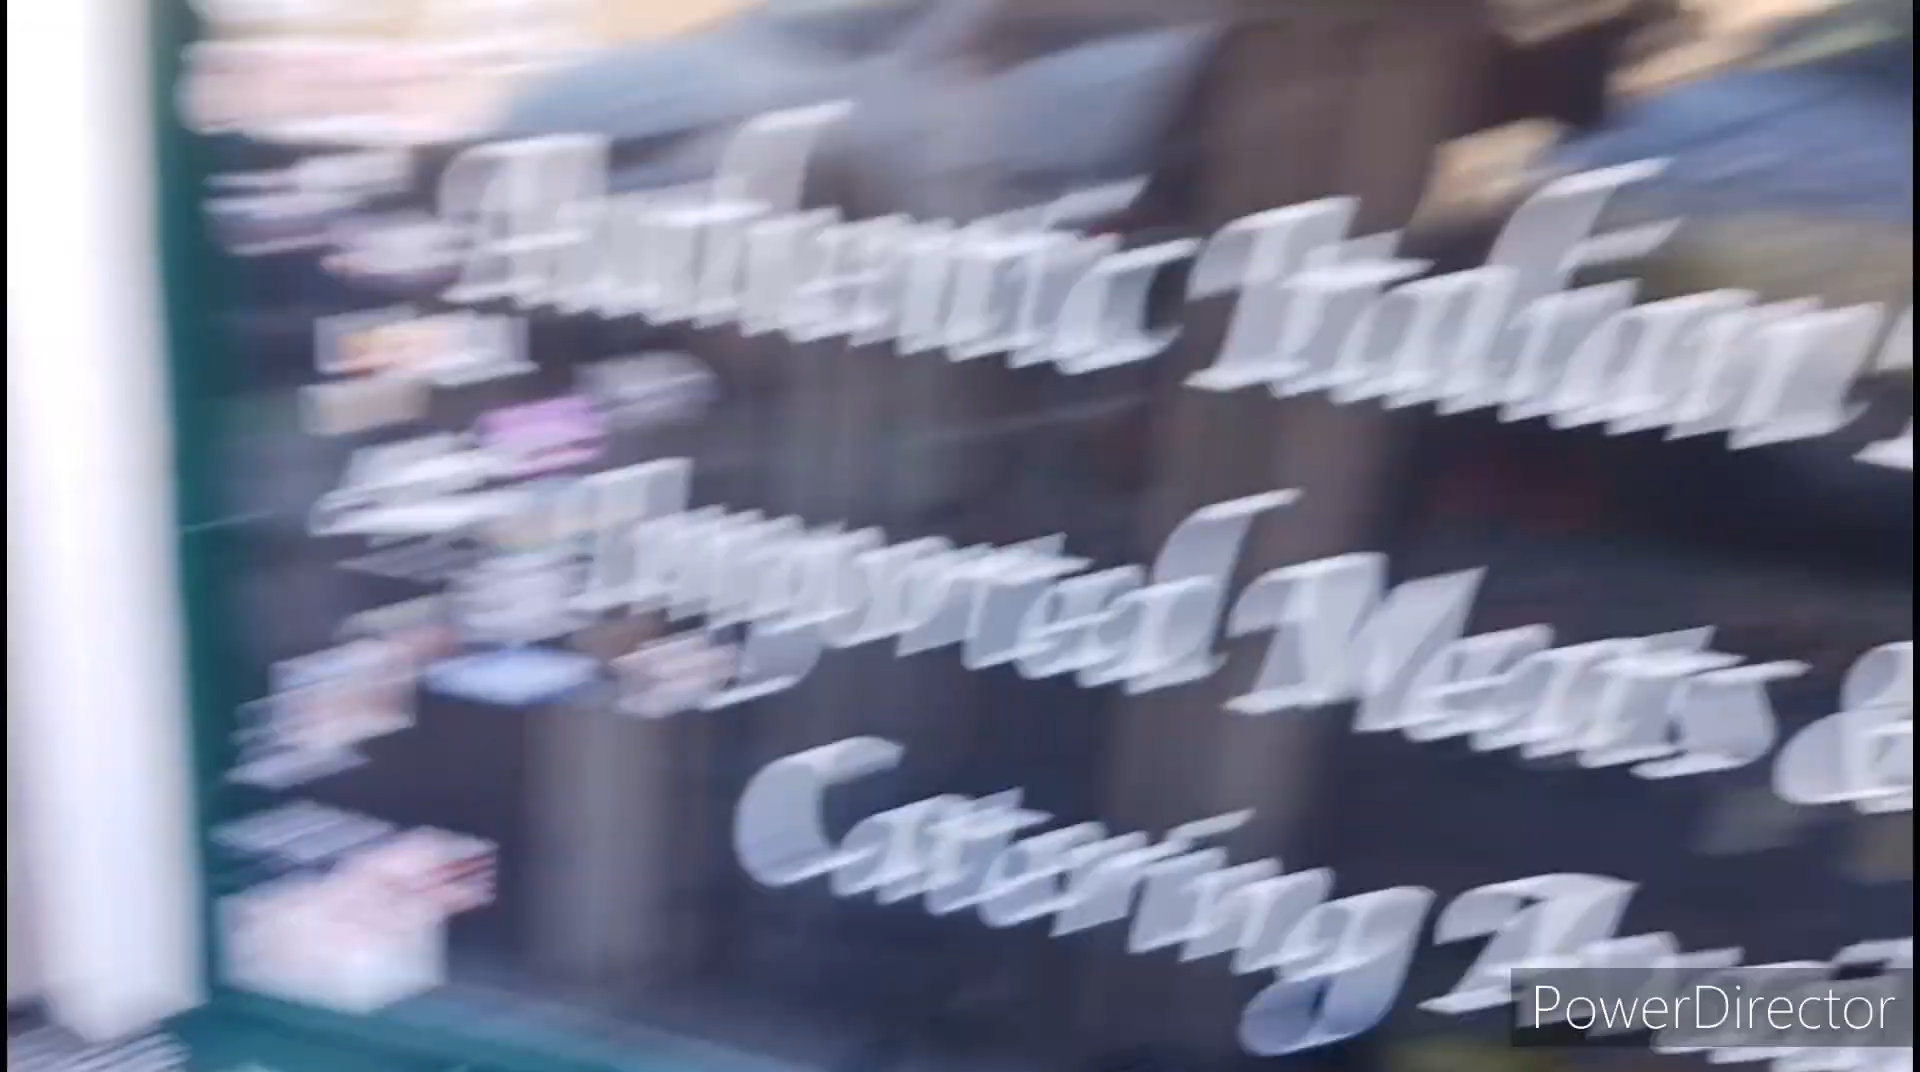 Authentic Italian
Imported Meats &
Catering
PowerDirector